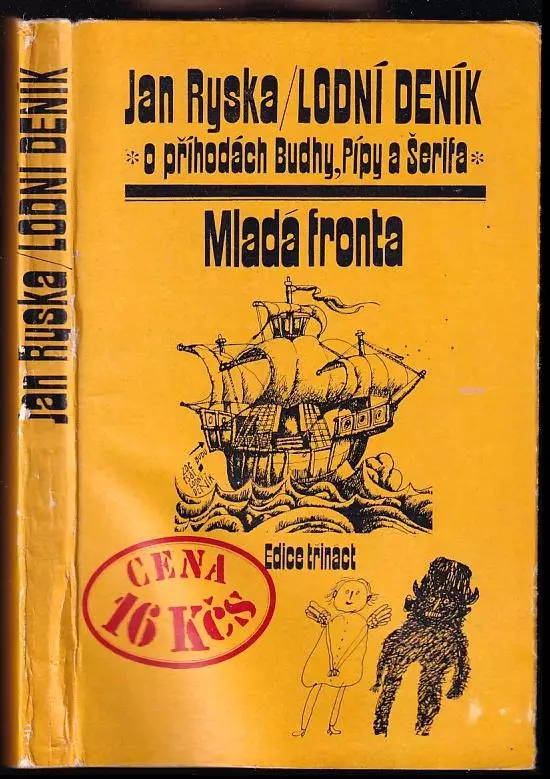 Jan Ryska/LODNÍ DENÍK
Jan Ryska/LODNÍ DENÍK
*o příhodách Budhy, Pípy a Šerifa*
Mladá fronta
Edice třináct
CENA
16 Kčs